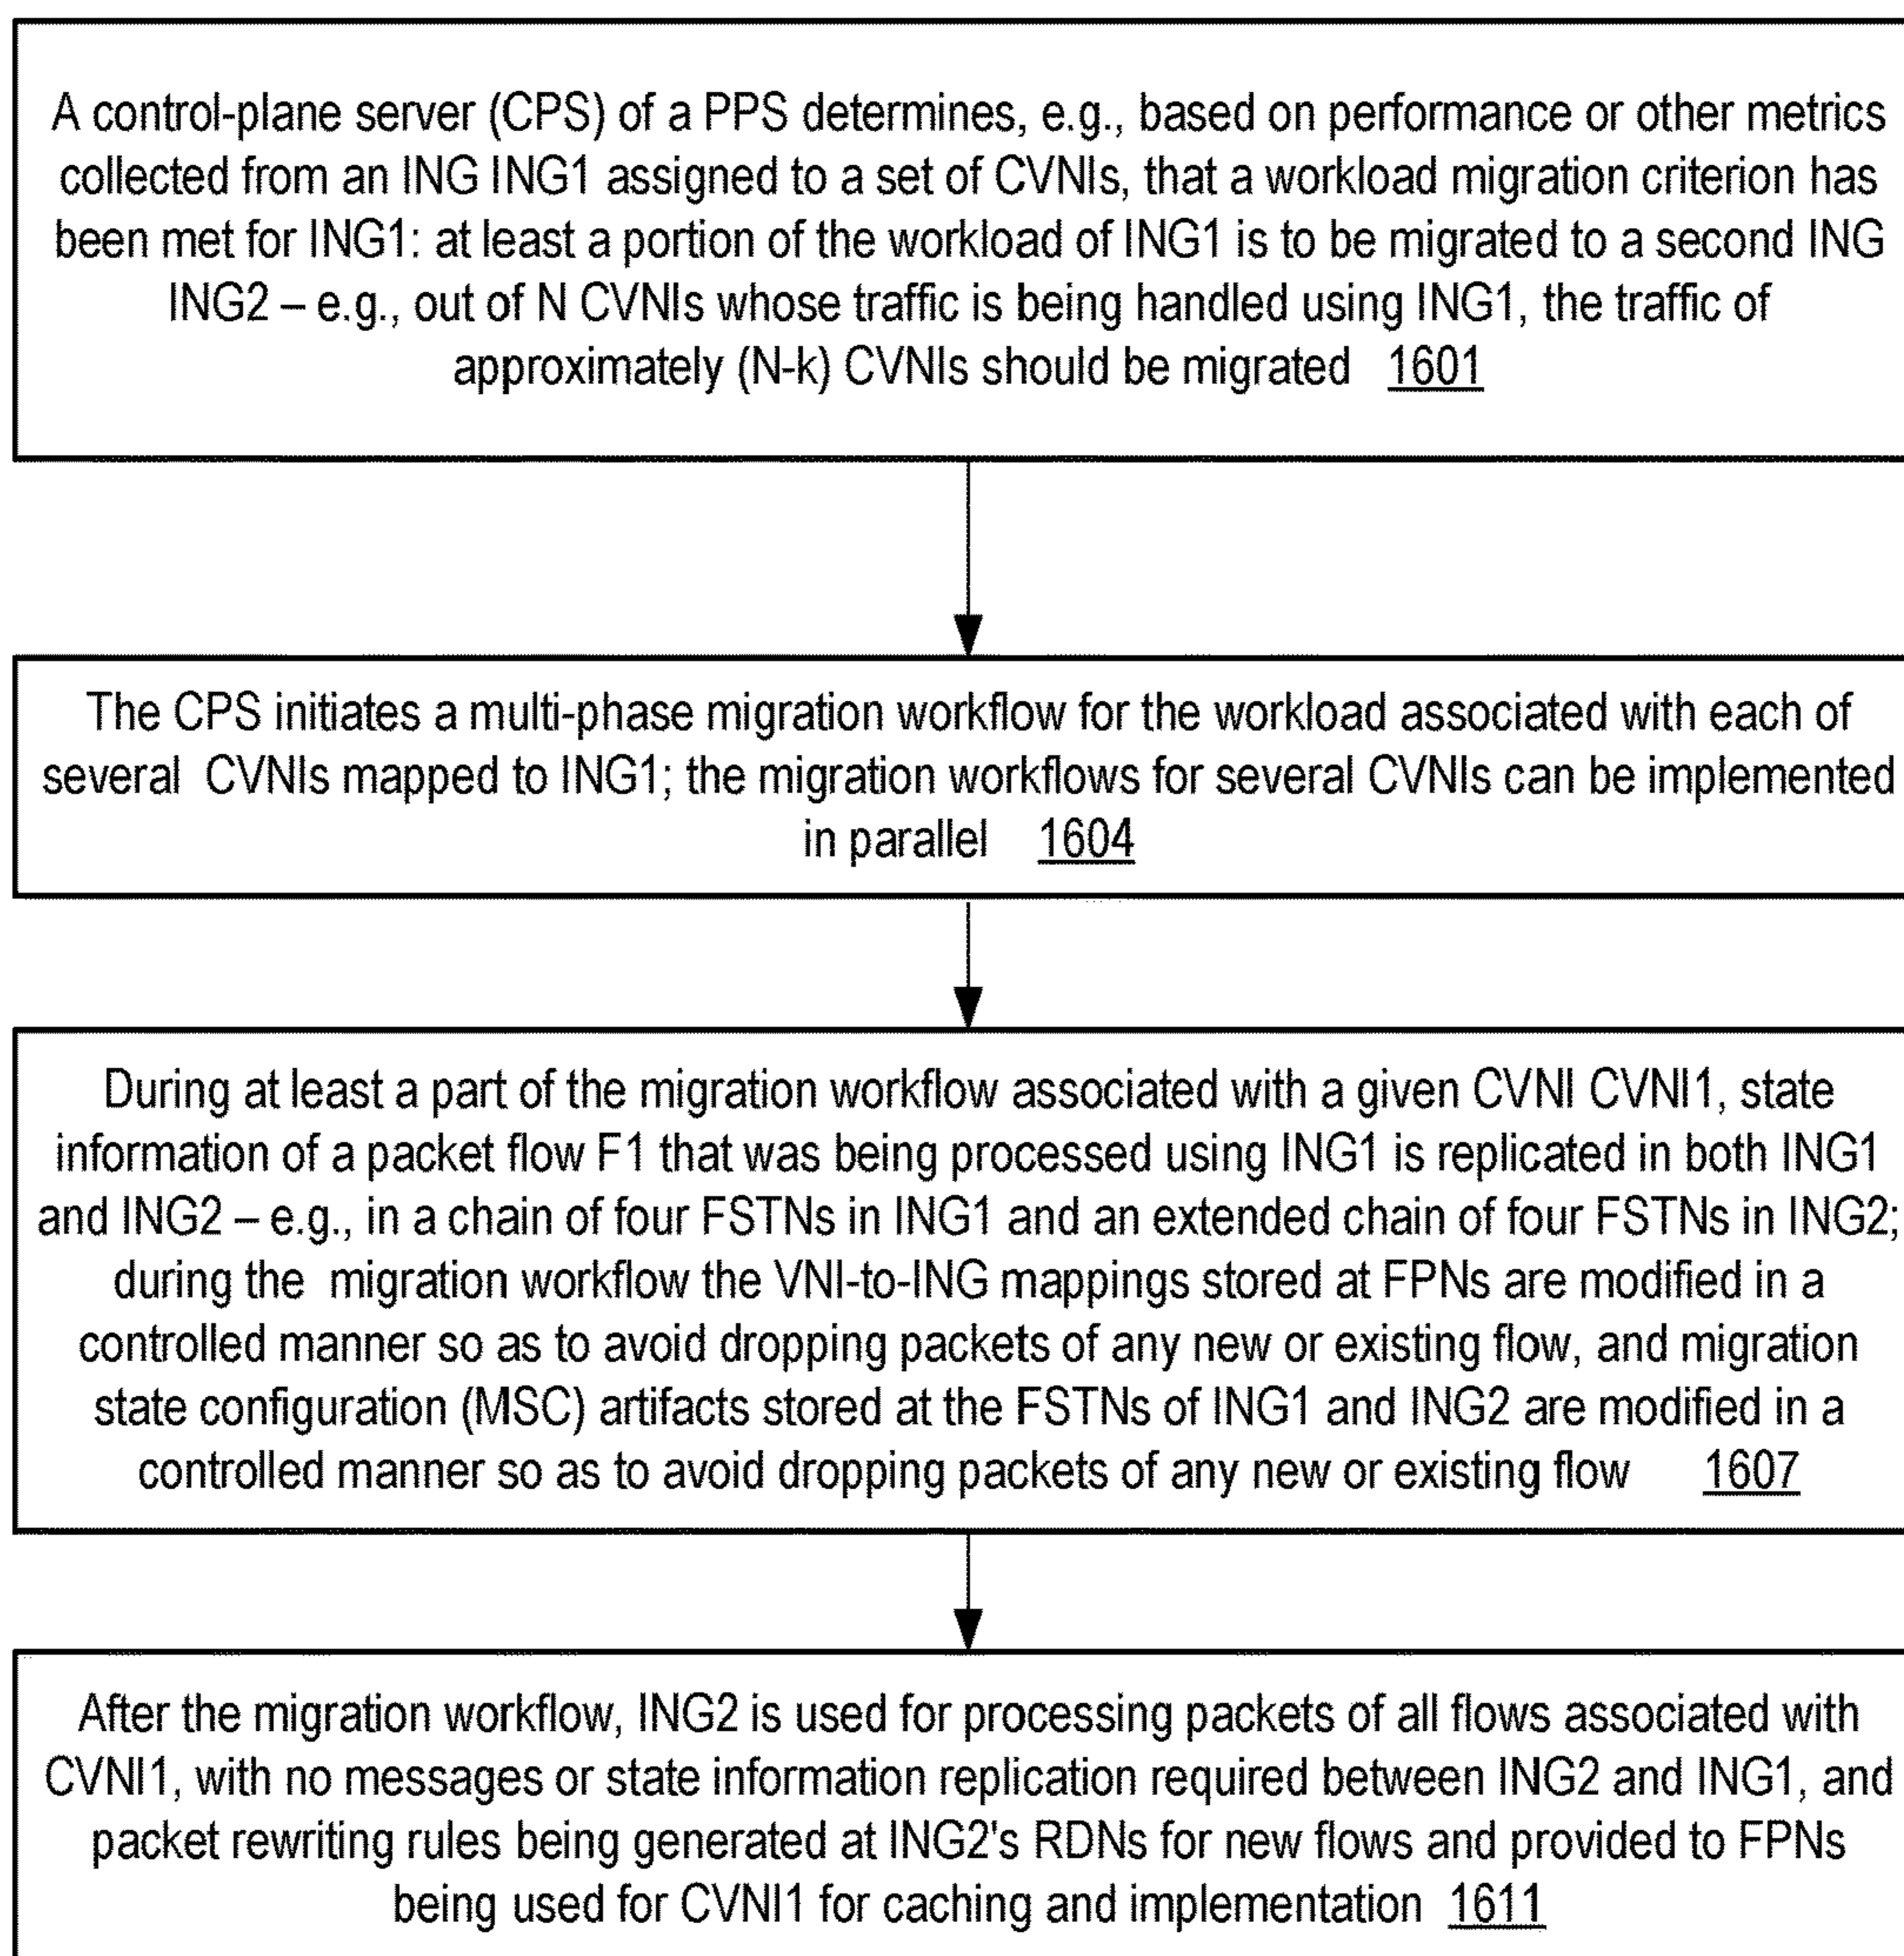 A control-plane server (CPS) of a PPS determines, e.g., based on performance or other metrics
collected from an ING ING1 assigned to a set of CVNIs, that a workload migration criterion has
been met for ING1: at least a portion of the workload of ING1 is to be migrated to a second ING
ING2 – e.g., out of N CVNIs whose traffic is being handled using ING1, the traffic of
approximately (N-k) CVNIs should be migrated 1601
The CPS initiates a multi-phase migration workflow for the workload associated with each of
several CVNIs mapped to ING1; the migration workflows for several CVNIs can be implemented
in parallel 1604
During at least a part of the migration workflow associated with a given CVNI CVNI1, state
information of a packet flow F1 that was being processed using ING1 is replicated in both ING1
and ING2 – e.g., in a chain of four FSTNs in ING1 and an extended chain of four FSTNs in ING2;
during the migration workflow the VNI-to-ING mappings stored at FPNs are modified in a
controlled manner so as to avoid dropping packets of any new or existing flow, and migration
state configuration (MSC) artifacts stored at the FSTNs of ING1 and ING2 are modified in a
controlled manner so as to avoid dropping packets of any new or existing flow 1607
After the migration workflow, ING2 is used for processing packets of all flows associated with
CVNI1, with no messages or state information replication required between ING2 and ING1, and
packet rewriting rules being generated at ING2's RDNs for new flows and provided to FPNs
being used for CVNI1 for caching and implementation 1611